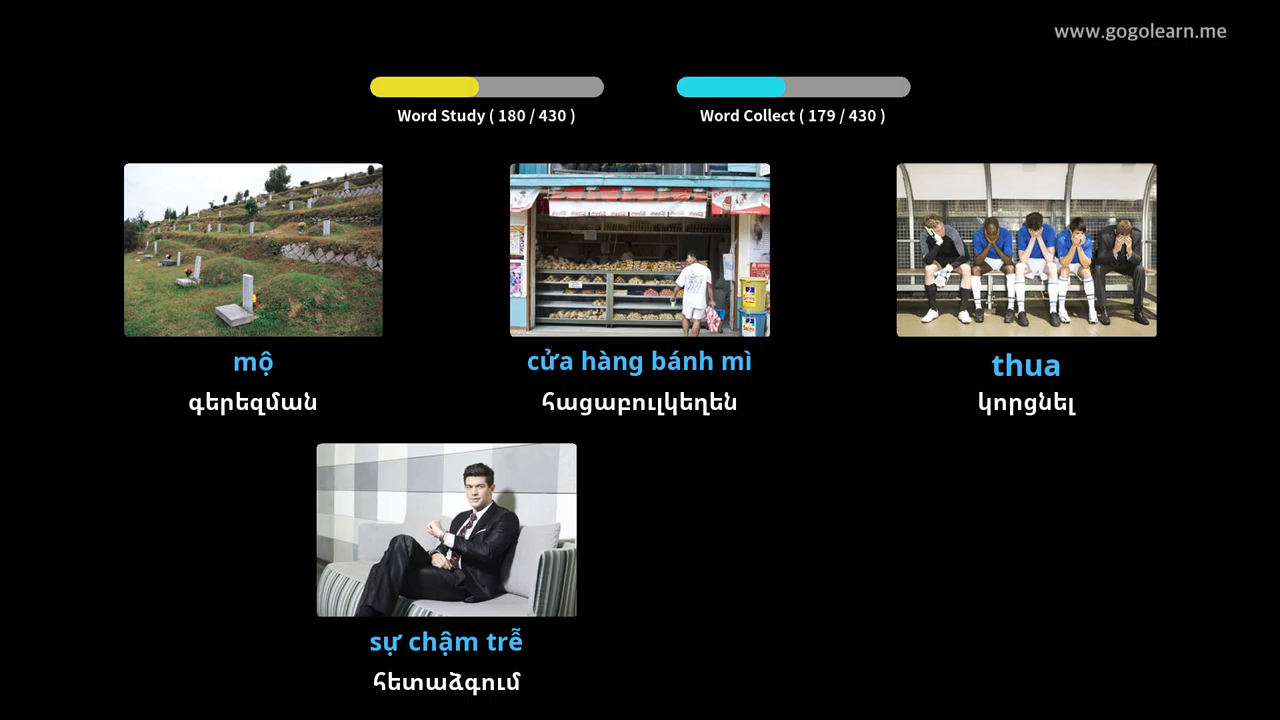 www.gogolearn.me
Word Study ( 180 / 430 )
Word Collect ( 179 / 430 )
mộ
գերեզման
cửa hàng bánh mì
հացաբուլկեղեն
thua
կորցնել
sự chậm trễ
հետաձգում